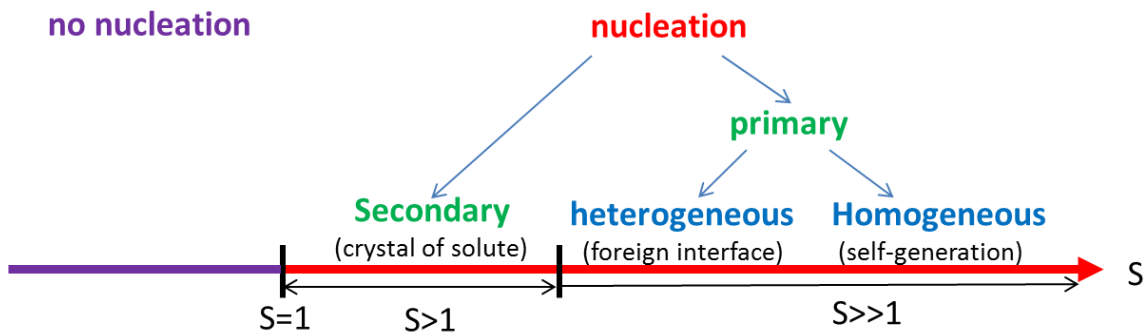 no nucleation
nucleation
primary
Secondary
heterogeneous
Homogeneous
(crystal of solute)
(foreign interface)
(self-generation)
S
S=1
S>1
S>>1